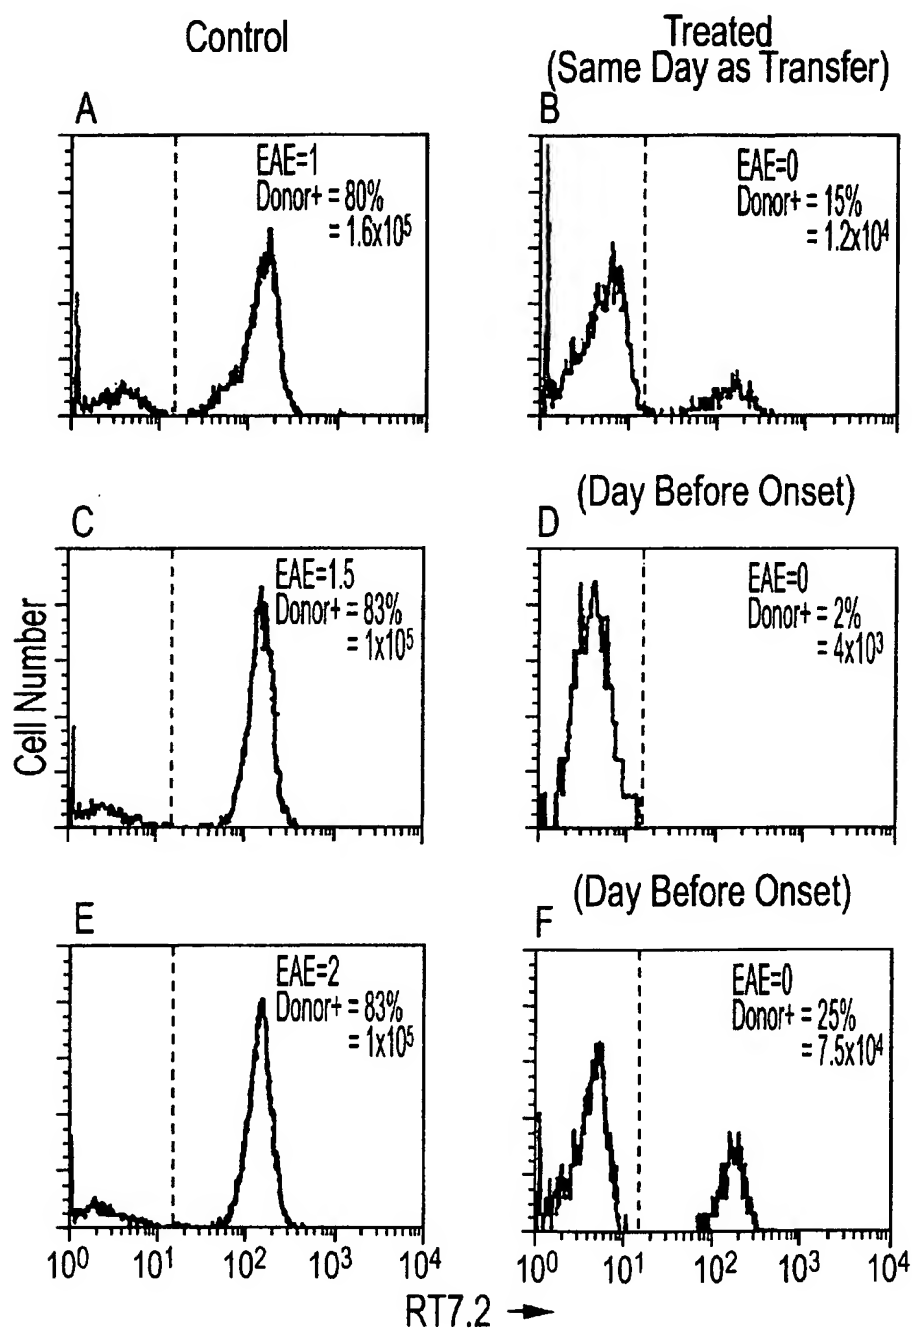 Control
Treated
(Same Day as Transfer)
A
EAE=1
Donor+ = 80%
= 1.6x10⁵
B
EAE=0
Donor+ = 15%
= 1.2x10⁴
C
EAE=1.5
Donor+ = 83%
= 1x10⁵
(Day Before Onset)
D
EAE=0
Donor+ = 2%
= 4x10³
Cell Number
E
EAE=2
Donor+ = 83%
= 1x10⁵
(Day Before Onset)
F
EAE=0
Donor+ = 25%
= 7.5x10⁴
10⁰ 10¹ 10² 10³ 10⁴
10⁰ 10¹ 10² 10³ 10⁴
RT7.2 →